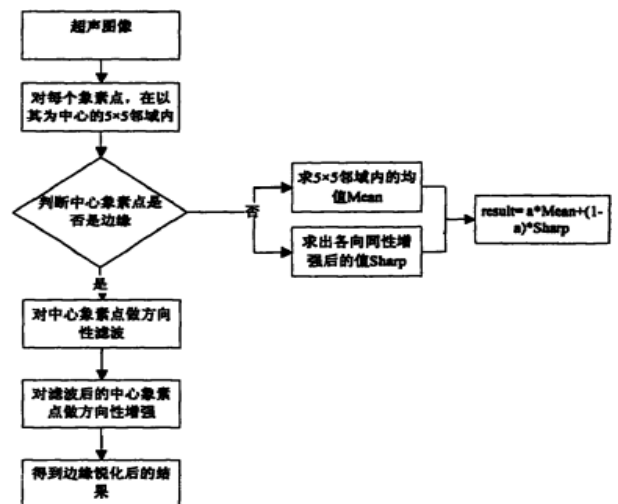 超声图像
对每个象素点，在以
其为中心的5×5邻域内
判断中心象素点是
否是边缘
否
求5×5邻域内的均
值Mean
求出各向同性增
强后的值Sharp
result= a*Mean+(1-
a)*Sharp
是
对中心象素点做方向
性滤波
对滤波后的中心象素
点做方向性增强
得到边缘锐化后的结
果